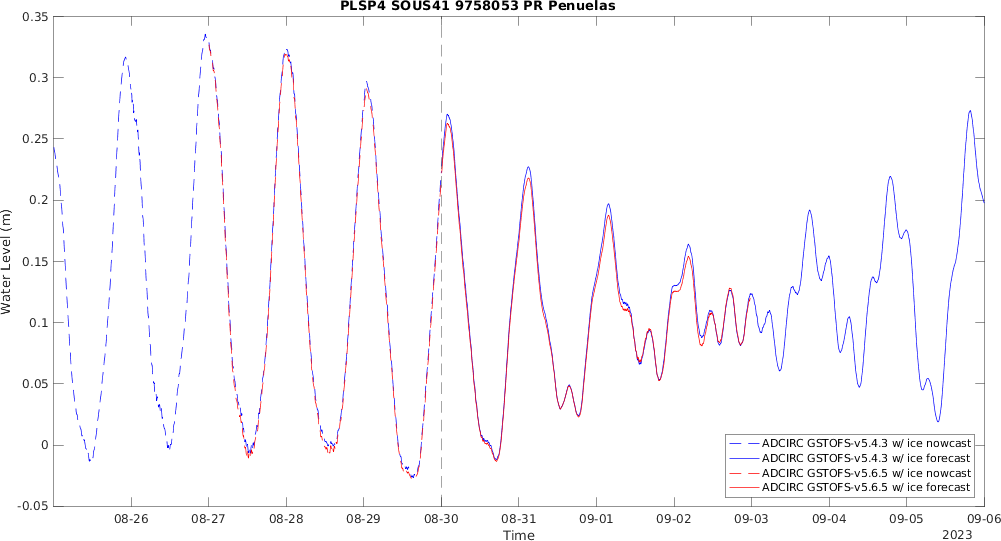 PLSP4 SOUS41 9758053 PR Penuelas
0.35
0.3
0.25
0.2
0.15
0.1
0.05
0
-0.05
Water Level (m)
08-26 08-27 08-28 08-29 08-30 08-31 09-01 09-02 09-03 09-04 09-05 09-06
Time
2023
ADCIRC GSTOFS-v5.4.3 w/ ice nowcast
ADCIRC GSTOFS-v5.4.3 w/ ice forecast
ADCIRC GSTOFS-v5.6.5 w/ ice nowcast
ADCIRC GSTOFS-v5.6.5 w/ ice forecast